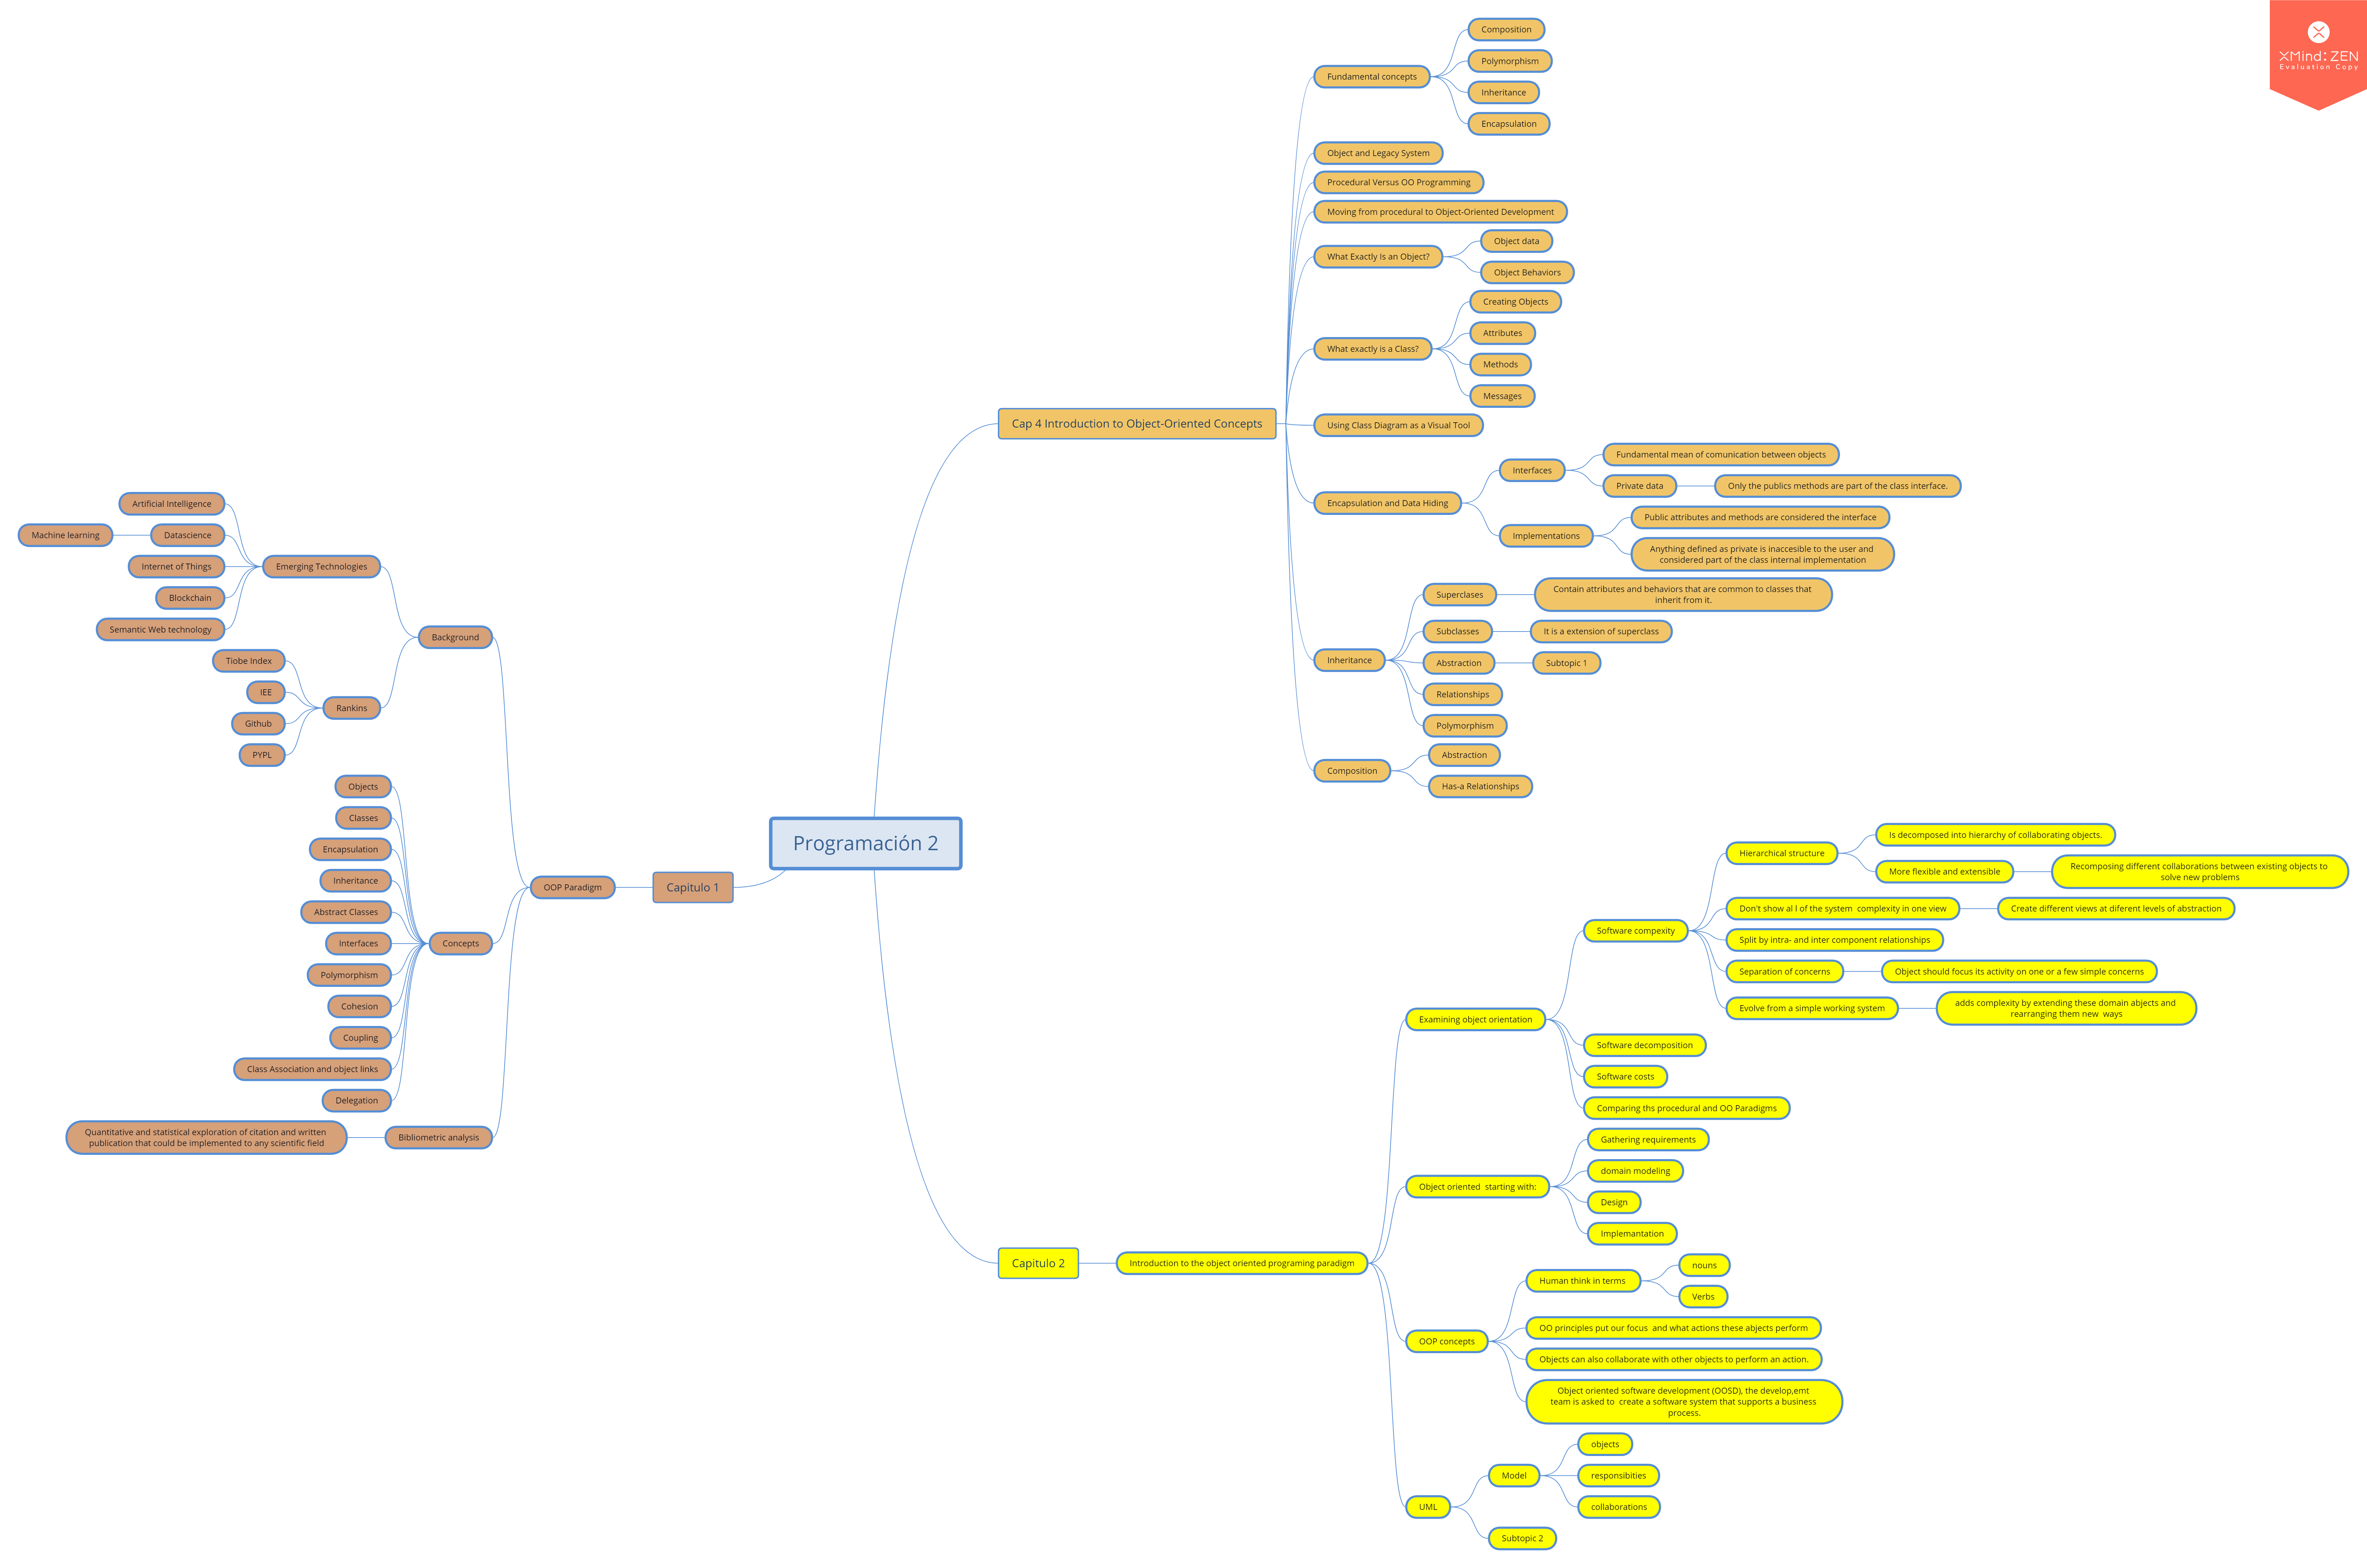 XMind: ZEN
Evaluation Copy
Programación 2
Cap 4 Introduction to Object-Oriented Concepts
Fundamental concepts
Composition
Polymorphism
Inheritance
Encapsulation
Object and Legacy System
Procedural Versus OO Programming
Moving from procedural to Object-Oriented Development
What Exactly Is an Object?
Object data
Object Behaviors
What exactly is a Class?
Creating Objects
Attributes
Methods
Messages
Using Class Diagram as a Visual Tool
Encapsulation and Data Hiding
Interfaces
Fundamental mean of comunication between objects
Private data
Only the publics methods are part of the class interface.
Implementations
Public attributes and methods are considered the interface
Anything defined as private is inaccesible to the user and
considered part of the class internal implementation
Inheritance
Superclases
Contain attributes and behaviors that are common to classes that
inherit from it.
Subclasses
It is a extension of superclass
Abstraction
Subtopic 1
Relationships
Polymorphism
Composition
Abstraction
Has-a Relationships
Capitulo 2
Introduction to the object oriented programing paradigm
Examining object orientation
Software compexity
Hierarchical structure
Is decomposed into hierarchy of collaborating objects.
More flexible and extensible
Recomposing different collaborations between existing objects to
solve new problems
Don't show al l of the system  complexity in one view
Create different views at diferent levels of abstraction
Split by intra- and inter component relationships
Separation of concerns
Object should focus its activity on one or a few simple concerns
Evolve from a simple working system
adds complexity by extending these domain abjects and
rearranging them new  ways
Software decomposition
Software costs
Comparing ths procedural and OO Paradigms
Object oriented  starting with:
Gathering requirements
domain modeling
Design
Implemantation
OOP concepts
Human think in terms
nouns
Verbs
OO principles put our focus  and what actions these abjects perform
Objects can also collaborate with other objects to perform an action.
Object oriented software development (OOSD), the develop,emt
team is asked to  create a software system that supports a business
process.
UML
Model
objects
responsibities
collaborations
Subtopic 2
Capitulo 1
OOP Paradigm
Background
Emerging Technologies
Artificial Intelligence
Datascience
Machine learning
Internet of Things
Blockchain
Semantic Web technology
Rankins
Tiobe Index
IEE
Github
PYPL
Concepts
Objects
Classes
Encapsulation
Inheritance
Abstract Classes
Interfaces
Polymorphism
Cohesion
Coupling
Class Association and object links
Delegation
Bibliometric analysis
Quantitative and statistical exploration of citation and written
publication that could be implemented to any scientific field